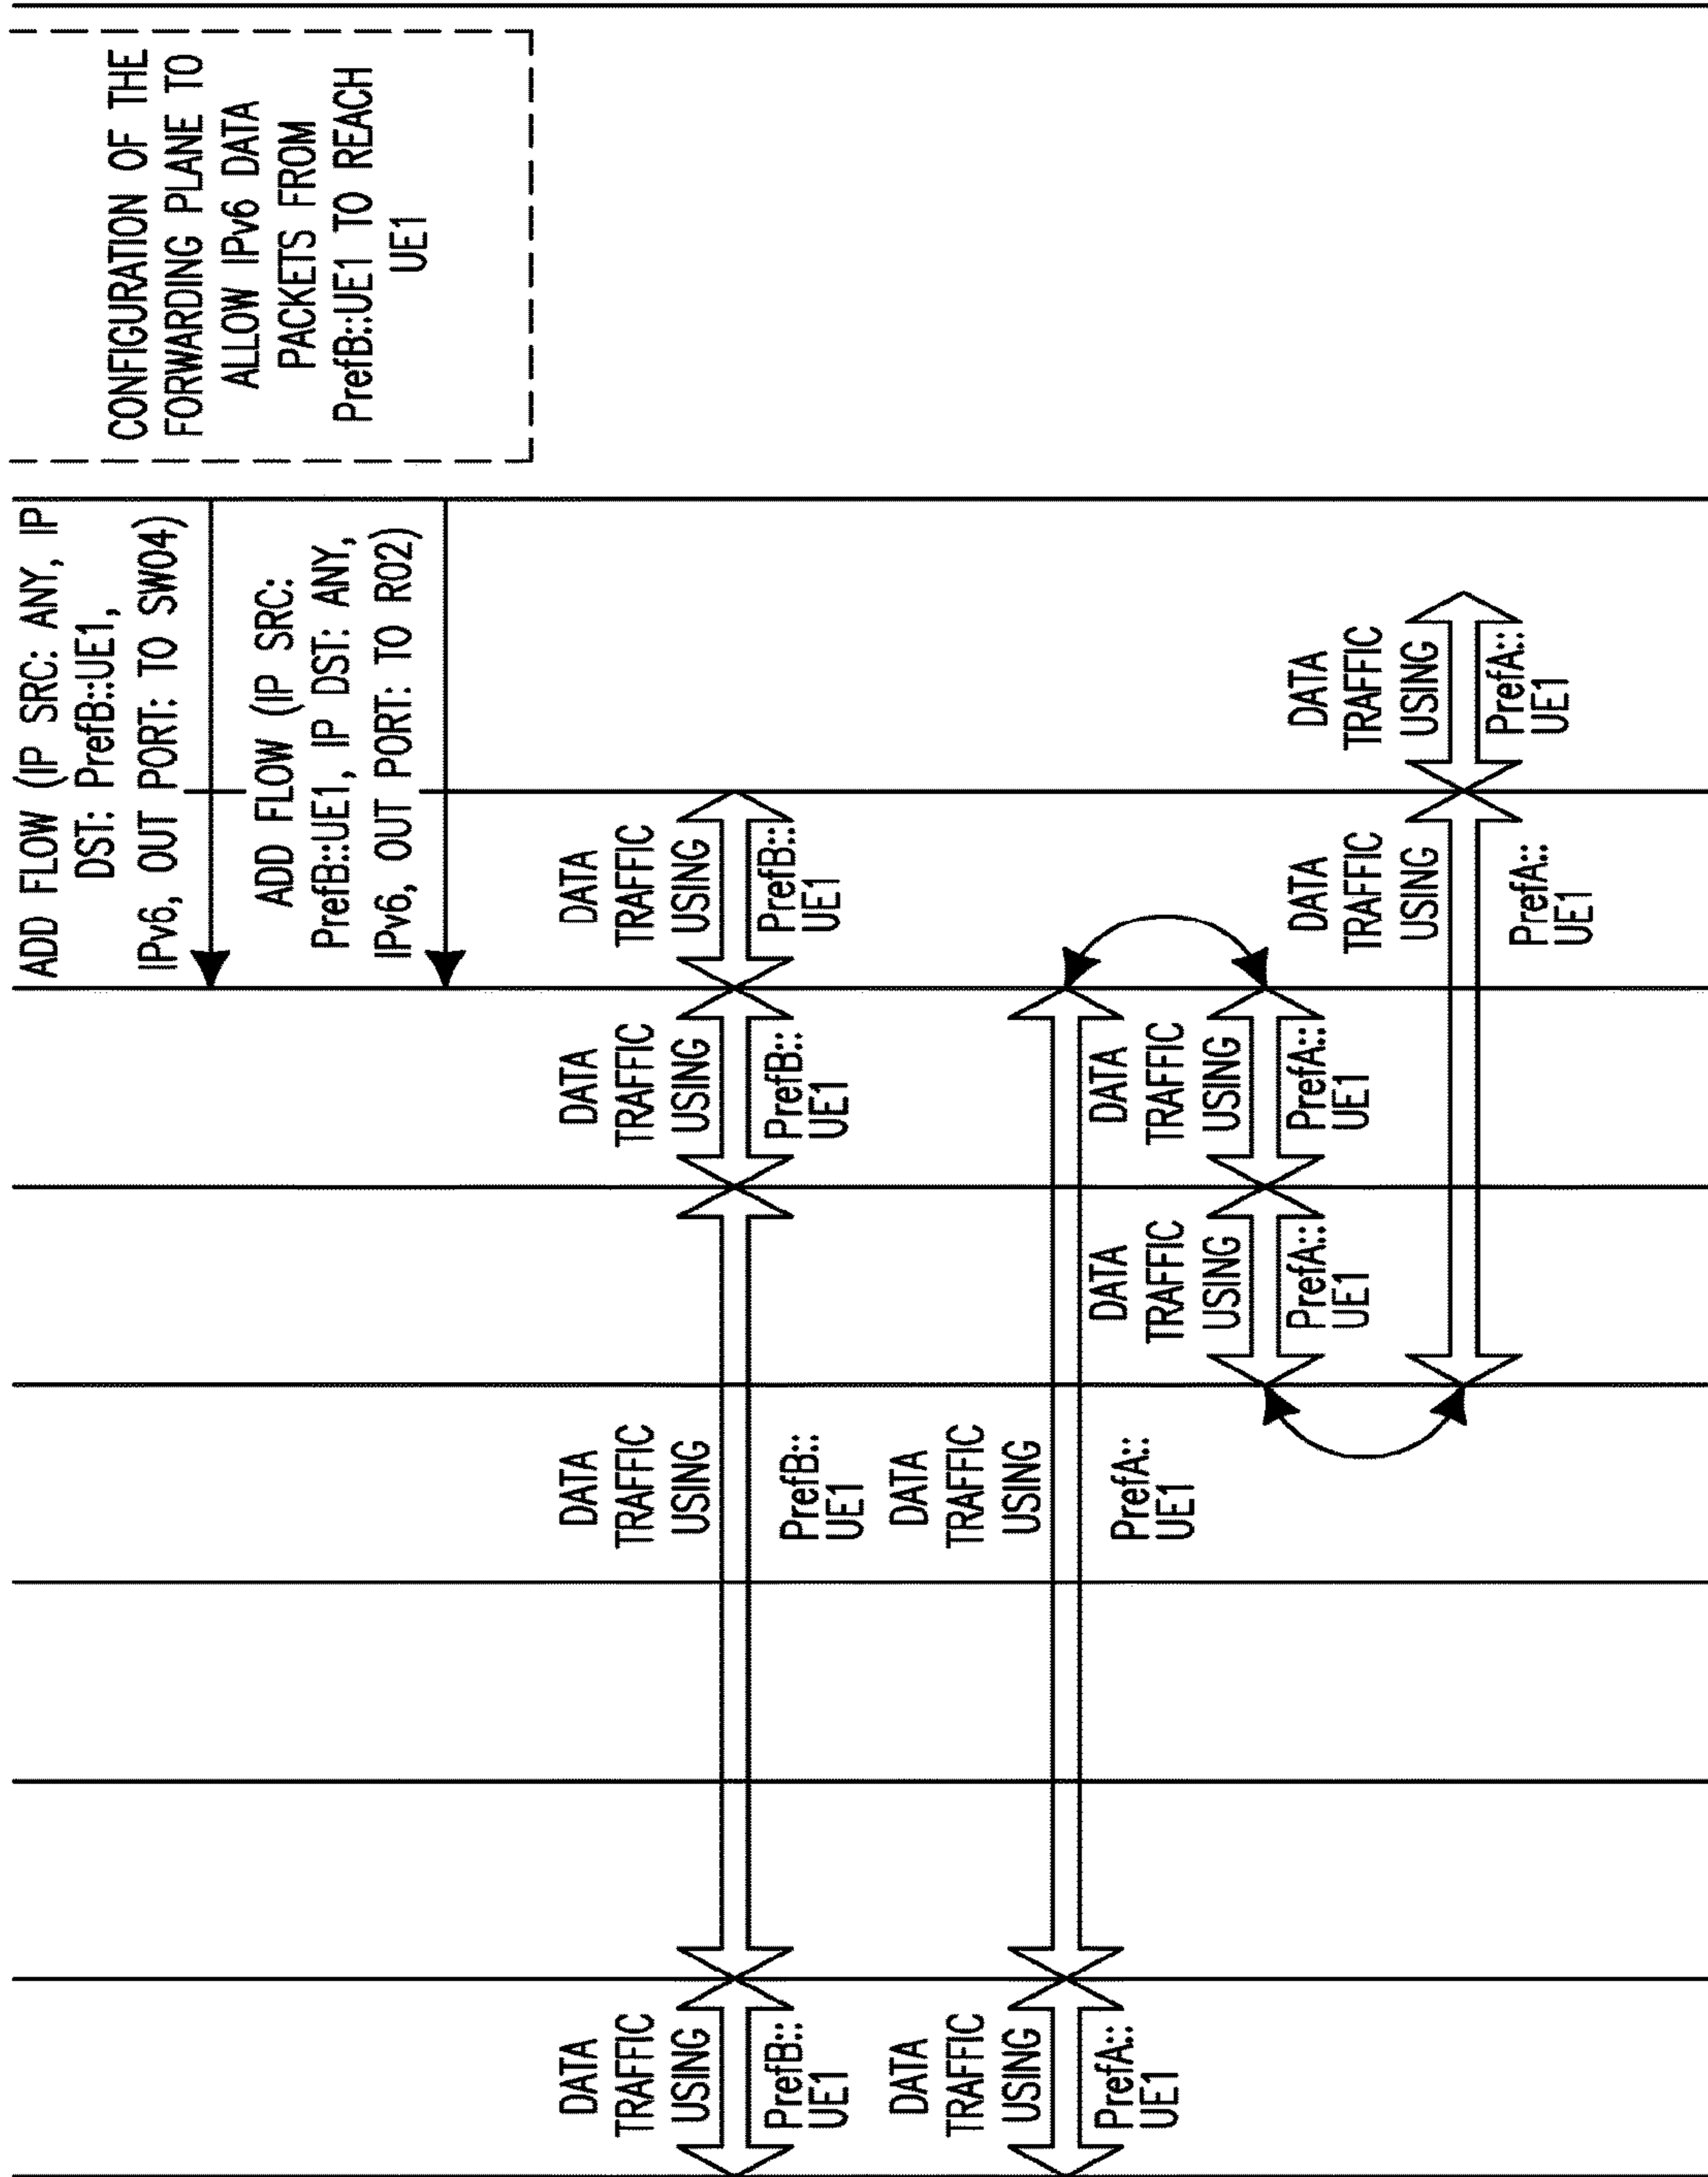 ADD FLOW (IP SRC: ANY, IP
DST: PrefB::UE1,
IPv6, OUT PORT: TO SW04)
ADD FLOW (IP SRC:
PrefB::UE1, IP DST: ANY,
IPv6, OUT PORT: TO R02)
CONFIGURATION OF THE
FORWARDING PLANE TO
ALLOW IPv6 DATA
PACKETS FROM
PrefB::UE1 TO REACH
UE1
DATA
TRAFFIC
USING
PrefB::
UE1
DATA
TRAFFIC
USING
PrefB::
UE1
DATA
TRAFFIC
USING
PrefB::
UE1
DATA
TRAFFIC
USING
PrefB::
UE1
DATA
TRAFFIC
USING
PrefA::
UE1
DATA
TRAFFIC
USING
PrefA::
UE1
DATA
TRAFFIC
USING
PrefA::
UE1
DATA
TRAFFIC
USING
PrefA::
UE1
DATA
TRAFFIC
USING
PrefA::
UE1
DATA
TRAFFIC
USING
PrefA::
UE1